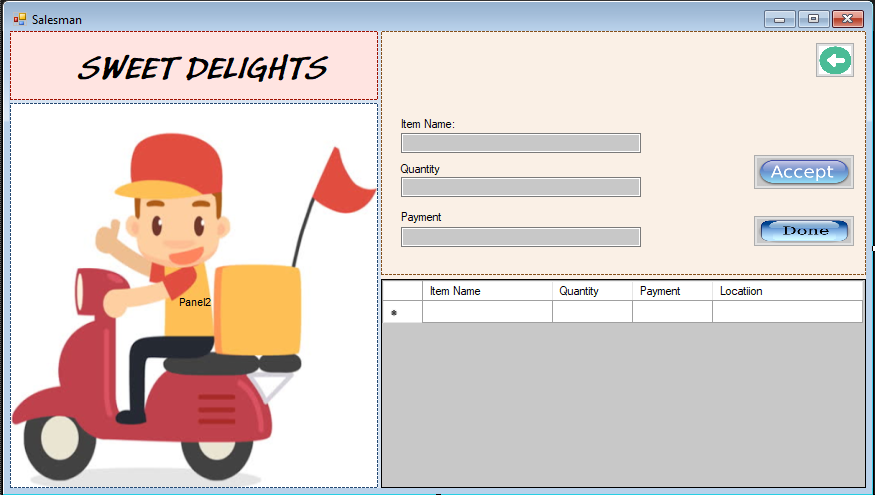 Salesman
SWEET DELIGHTS
Item Name:
Quantity
Accept
Payment
Done
Panel2
Item Name Quantity Payment Locatiion